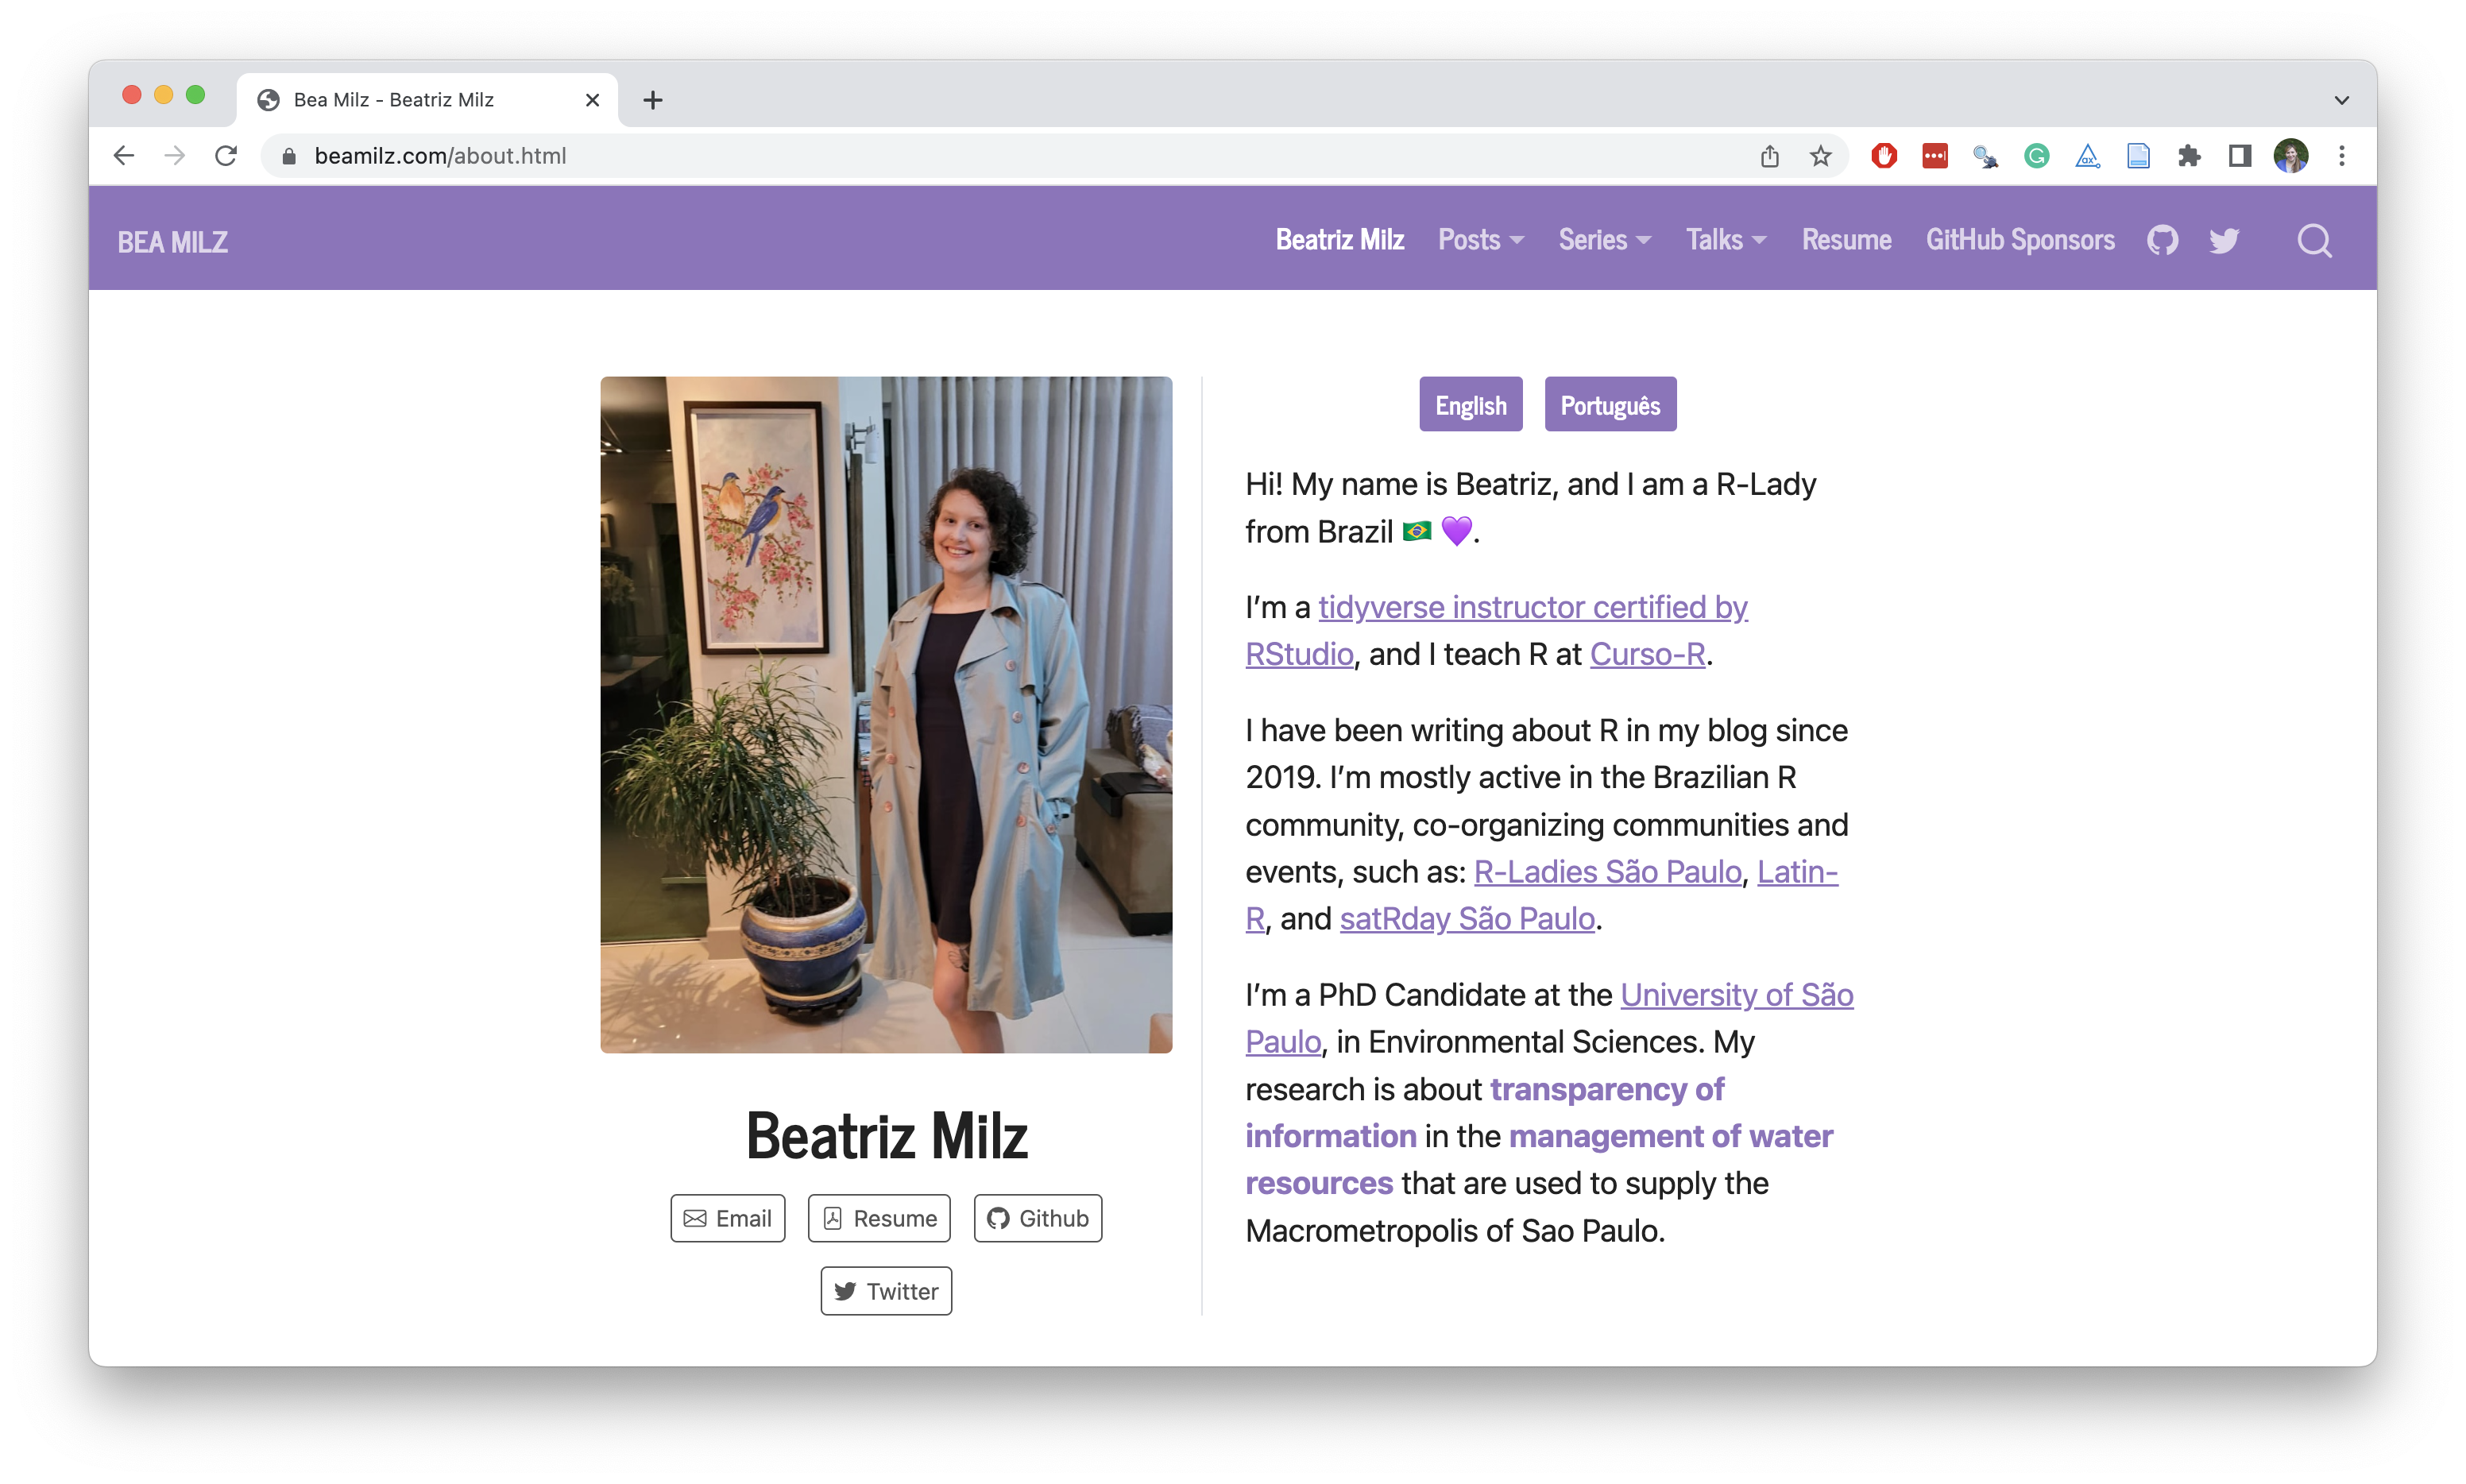 Bea Milz - Beatriz Milz
beamilz.com/about.html
BEA MILZ
Beatriz Milz Posts Series Talks Resume GitHub Sponsors
English Português
Hi! My name is Beatriz, and I am a R-Lady
from Brazil 🇧🇷 💜.
I’m a tidyverse instructor certified by
RStudio, and I teach R at Curso-R.
I have been writing about R in my blog since
2019. I’m mostly active in the Brazilian R
community, co-organizing communities and
events, such as: R-Ladies São Paulo, Latin-
R, and satRday São Paulo.
I’m a PhD Candidate at the University of São
Paulo, in Environmental Sciences. My
research is about transparency of
information in the management of water
resources that are used to supply the
Macrometropolis of Sao Paulo.
Beatriz Milz
Email Resume Github
Twitter